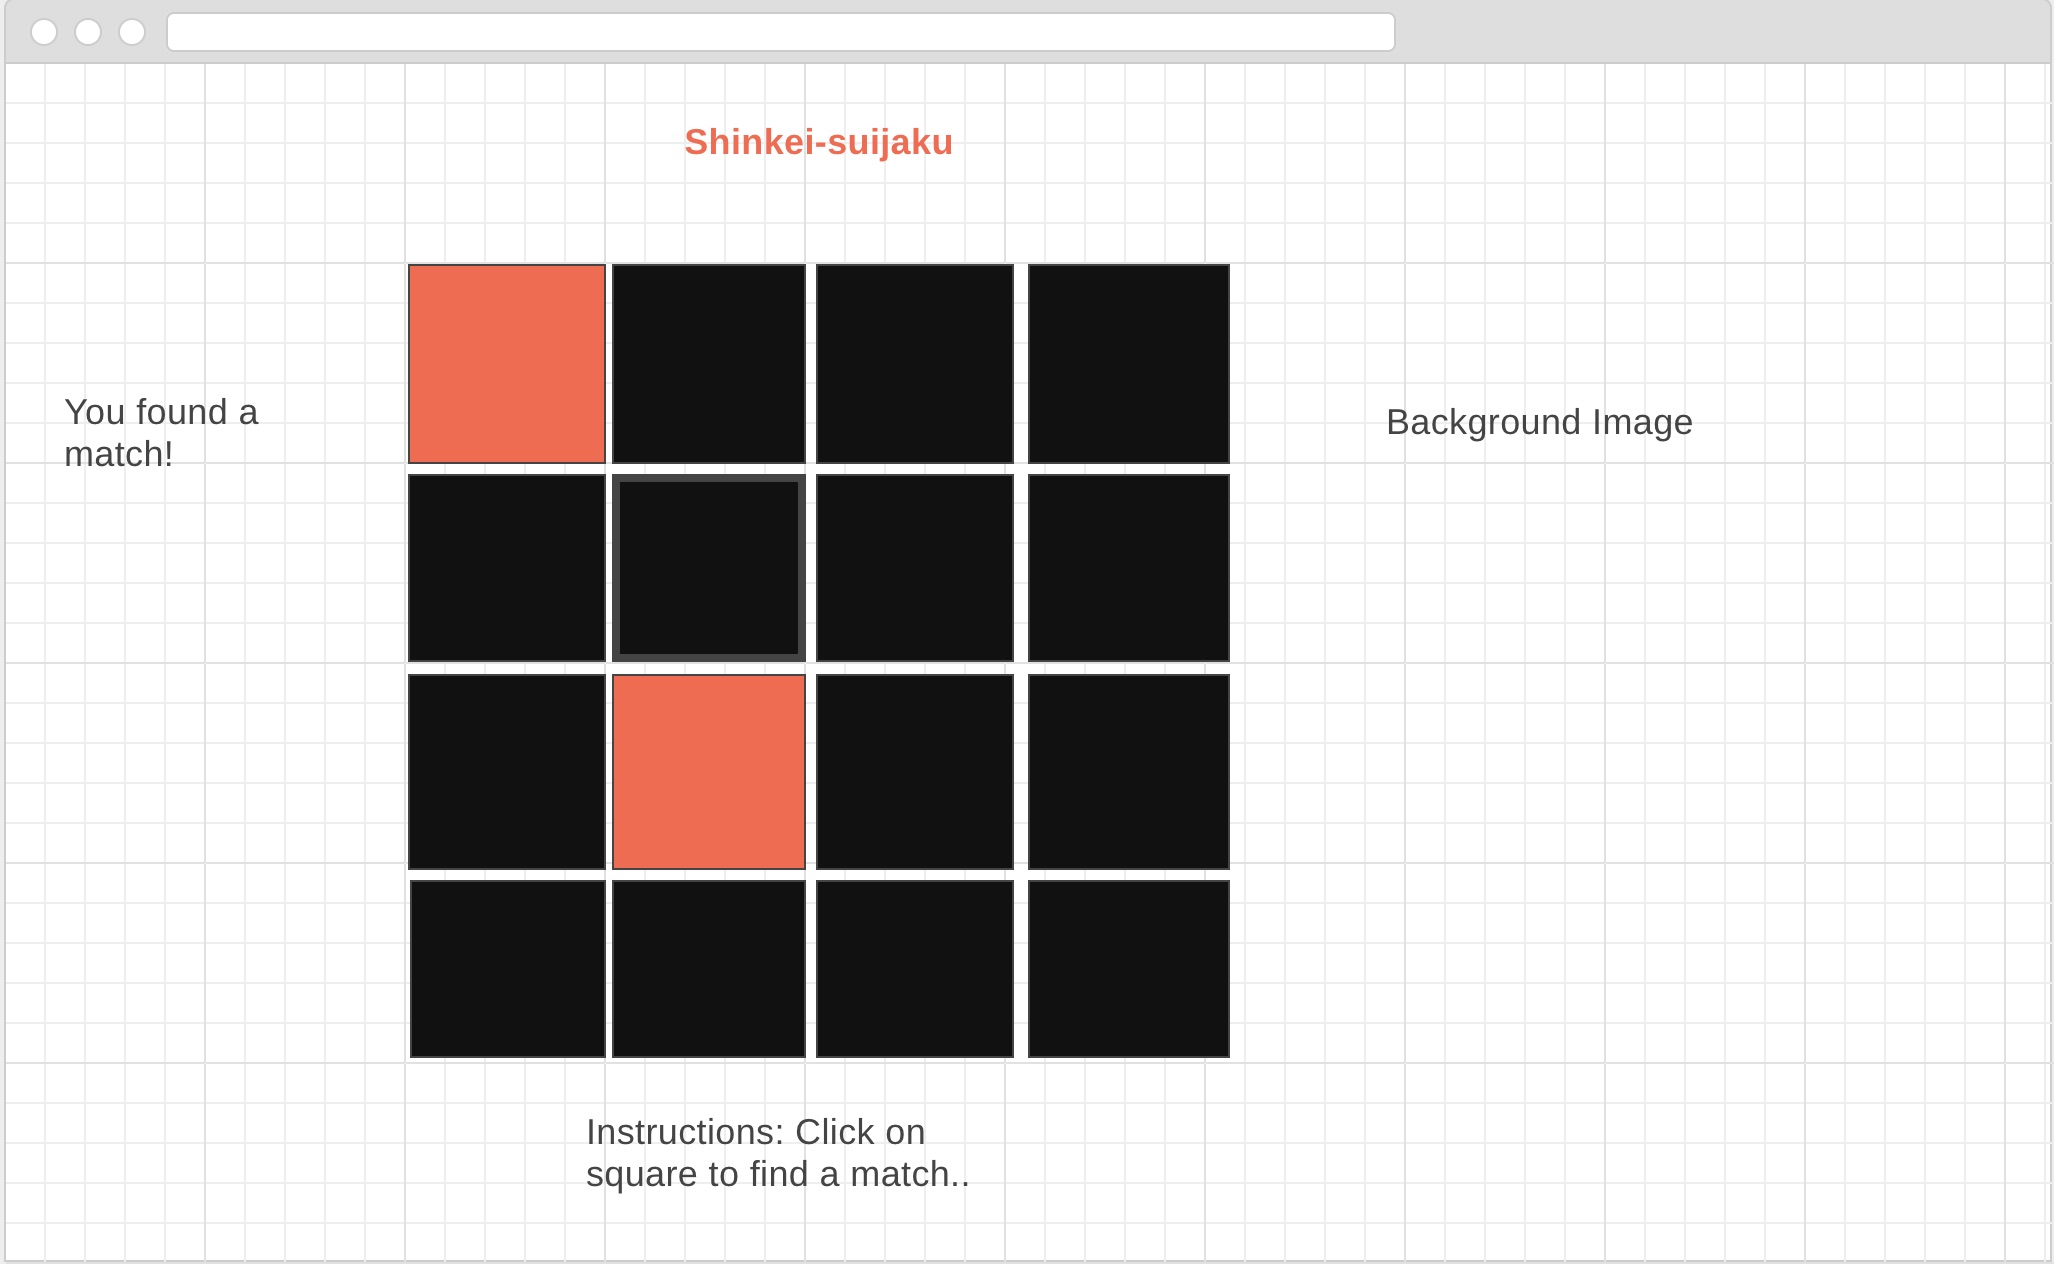 Shinkei-suijaku
You found a
match!
Background Image
Instructions: Click on
square to find a match..